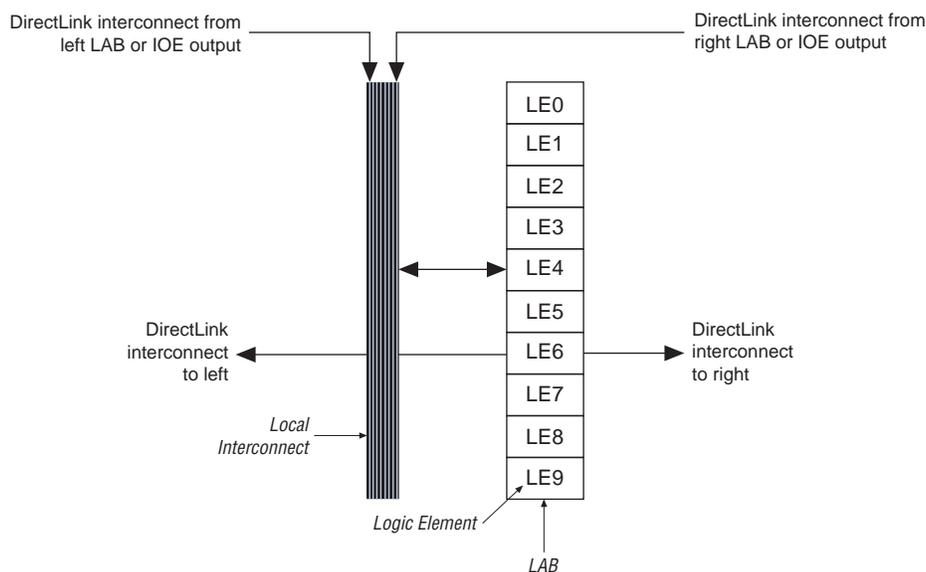 DirectLink interconnect from
left LAB or IOE output
DirectLink interconnect from
right LAB or IOE output
LE0
LE1
LE2
LE3
LE4
LE5
LE6
LE7
LE8
LE9
DirectLink
interconnect
to left
DirectLink
interconnect
to right
Local
Interconnect
Logic Element
LAB